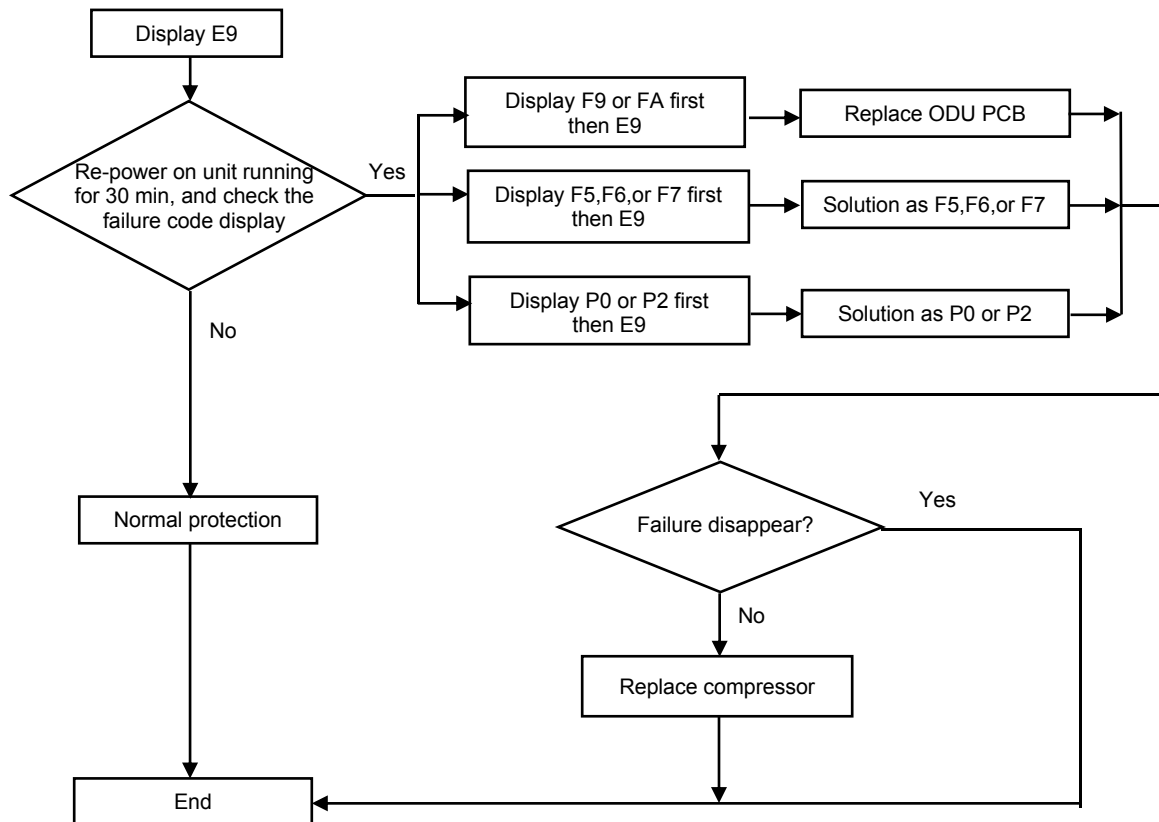 Display E9
Re-power on unit running
for 30 min, and check the
failure code display
Yes
Display F9 or FA first
then E9
Replace ODU PCB
Display F5,F6,or F7 first
then E9
Solution as F5,F6,or F7
Display P0 or P2 first
then E9
Solution as P0 or P2
No
Normal protection
Failure disappear?
Yes
No
Replace compressor
End